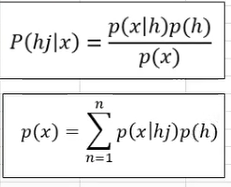 P(hj|x) = p(x|h)p(h) / p(x)
p(x) = ∑_{n=1}^{n} p(x|hj)p(h)